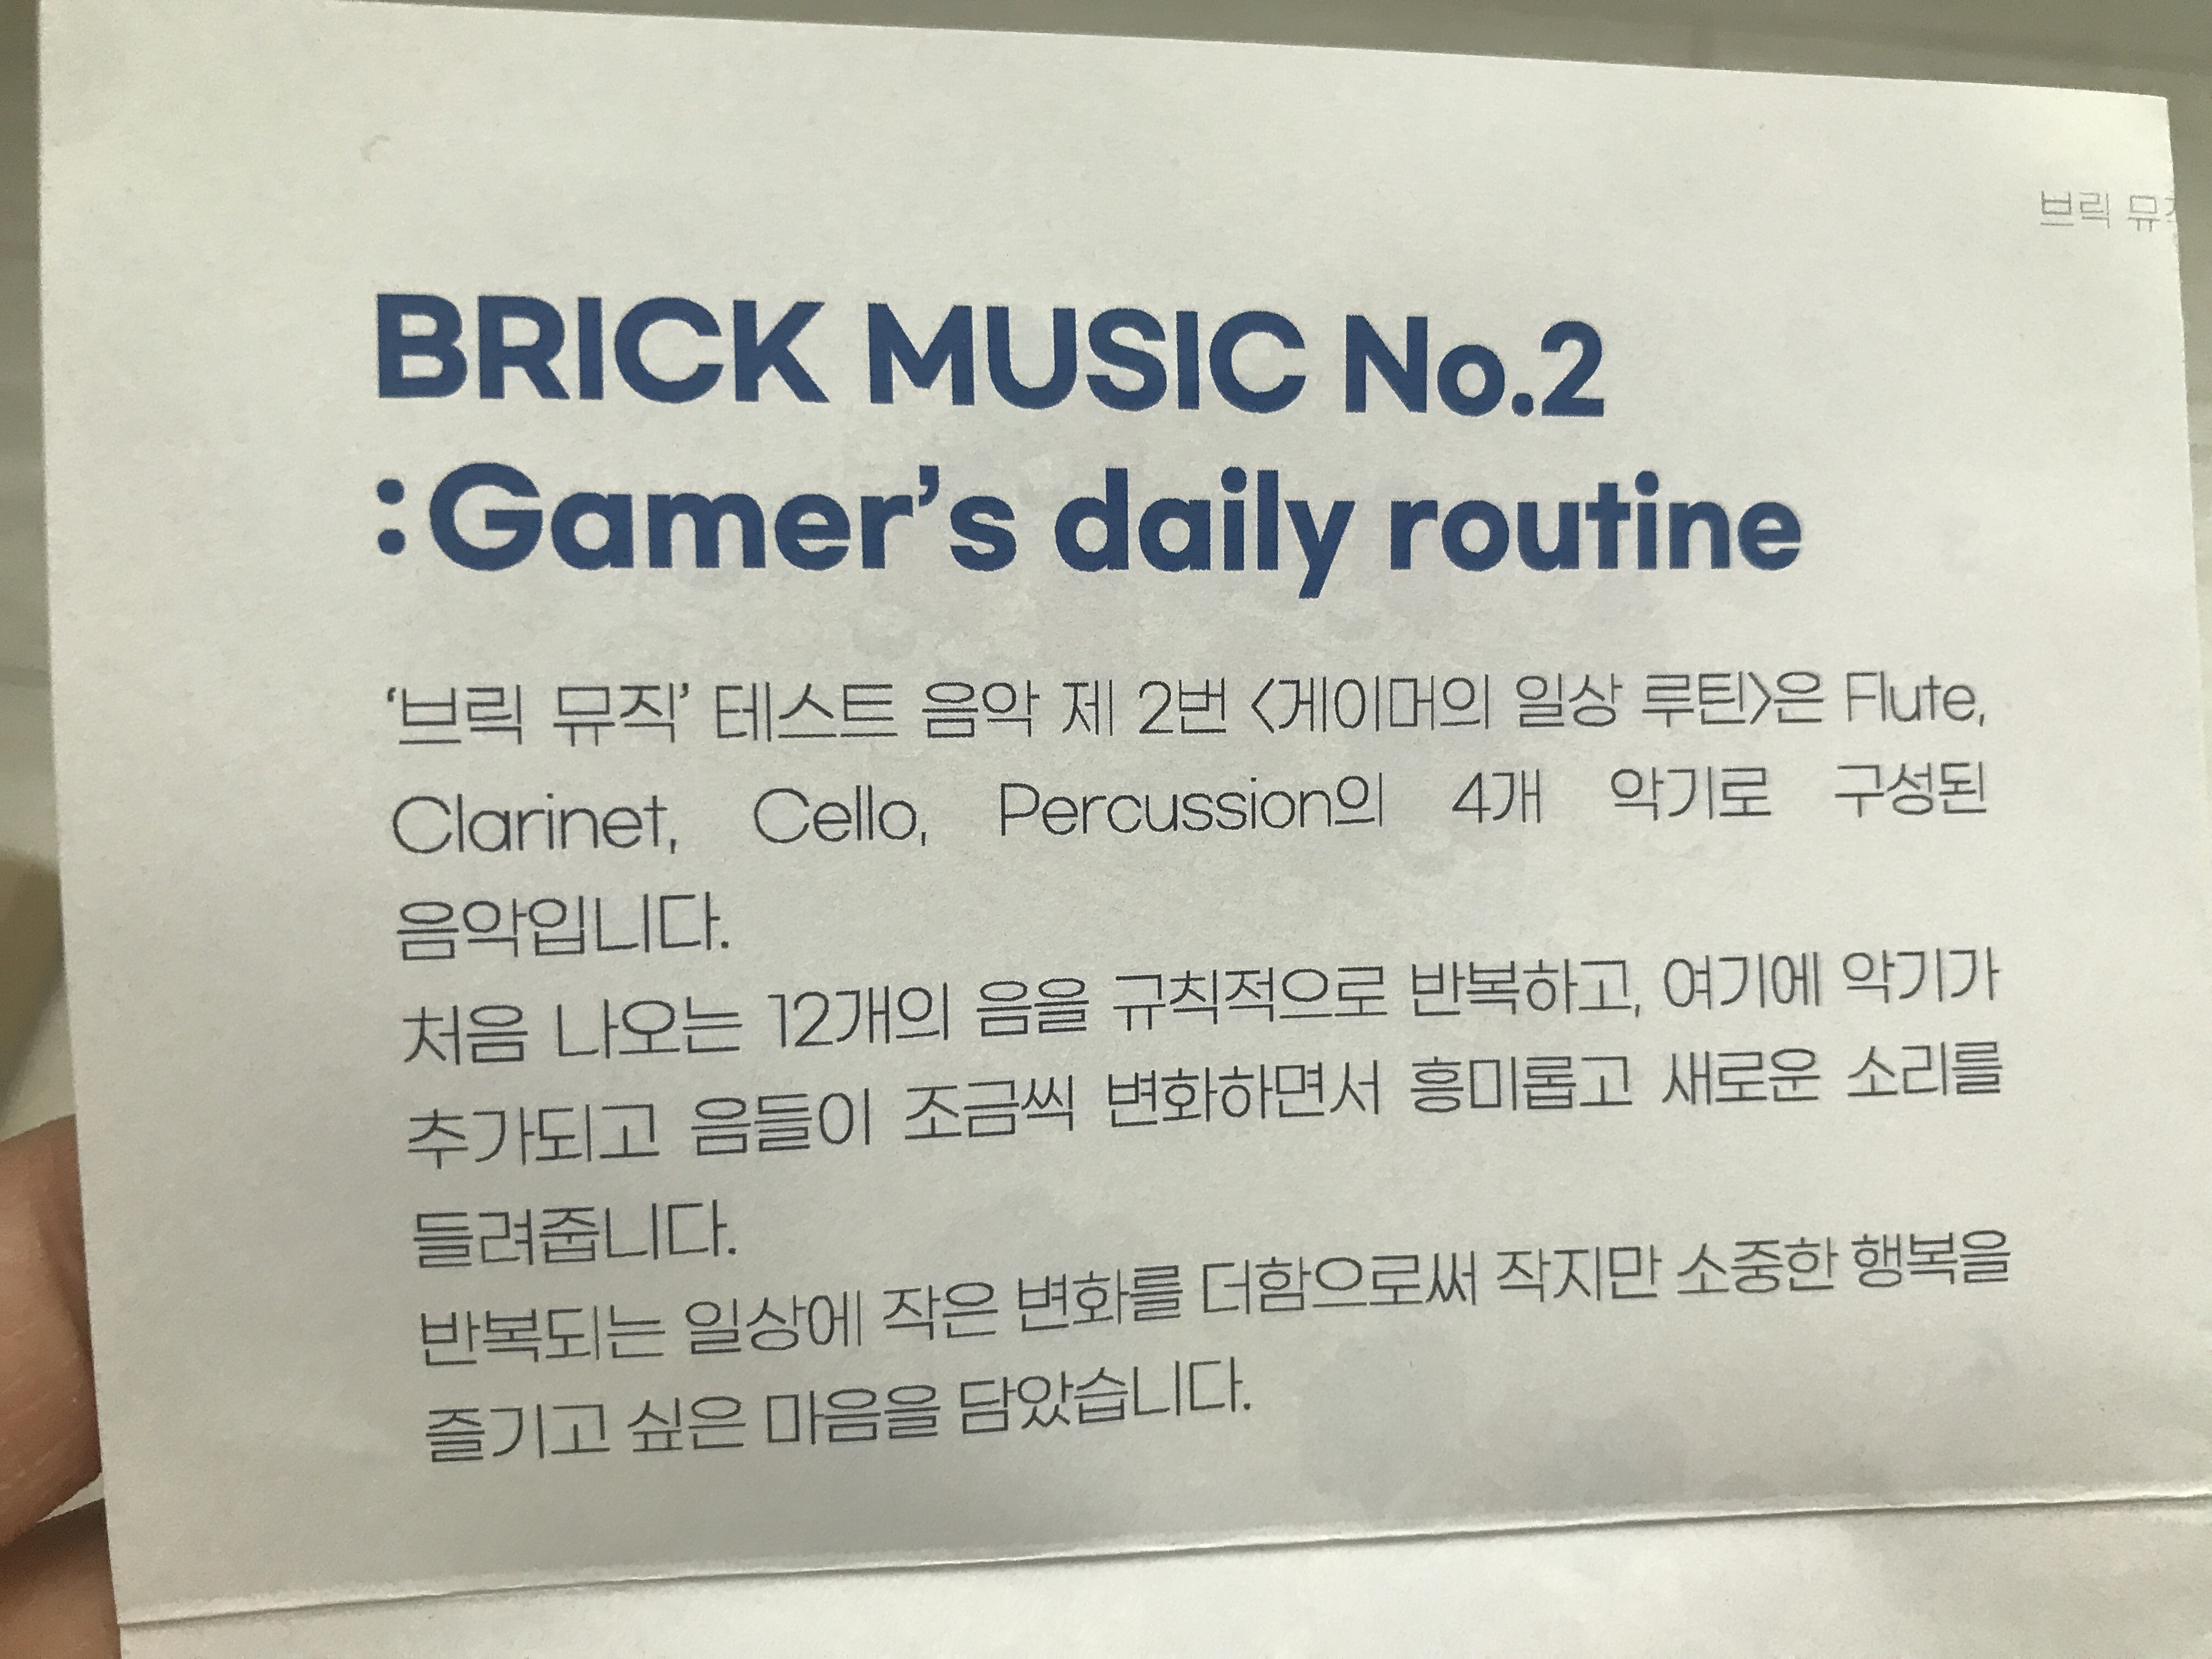 브릭
BRICK MUSIC No.2
:Gamer's daily routine
‘브릭 뮤직’ 테스트 음악 제 2번 <게이머의 일상 루틴>은 Flute,
Clarinet, Cello, Percussion의 4개 악기로 구성된
음악입니다.
처음 나오는 12개의 음을 규칙적으로 반복하고, 여기에 악기가
추가되고 음들이 조금씩 변화하면서 흥미롭고 새로운 소리를
들려줍니다.
반복되는 일상에 작은 변화를 더함으로써 작지만 소중한 행복을
즐기고 싶은 마음을 담았습니다.